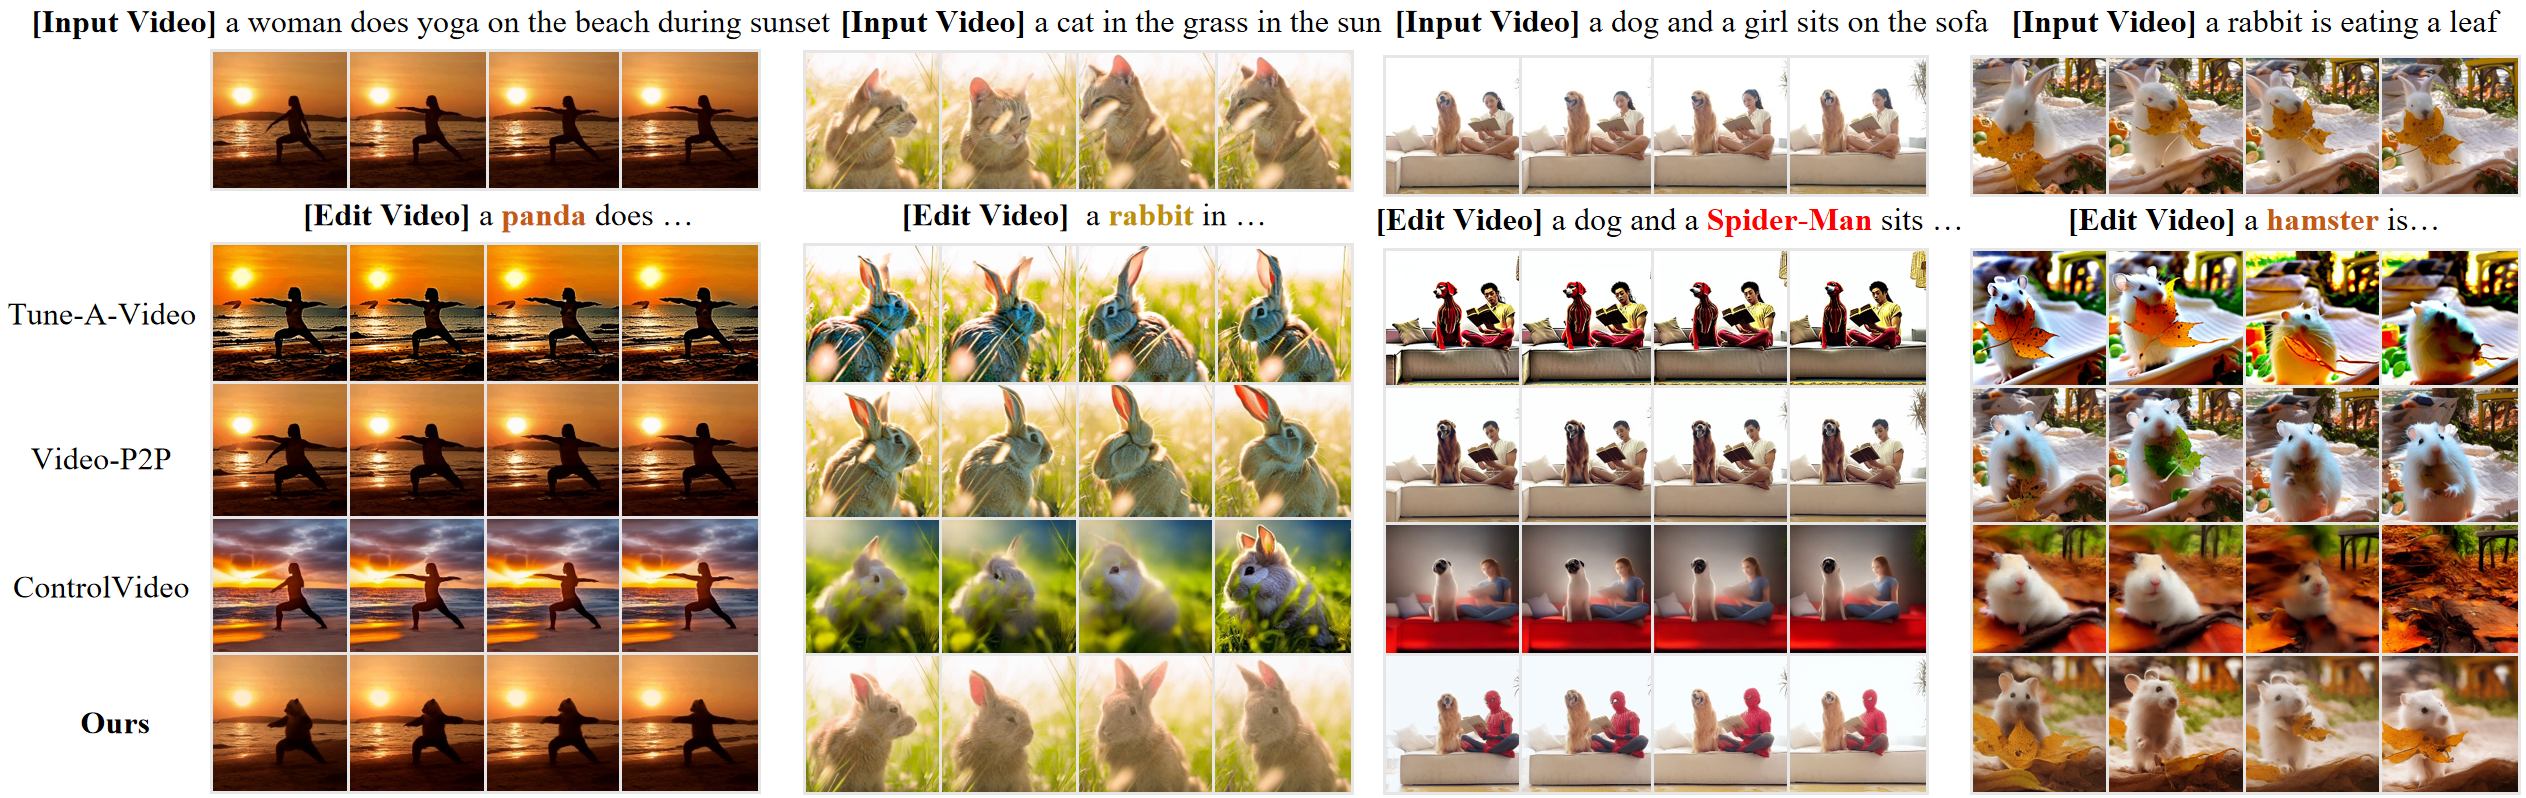 [Input Video] a woman does yoga on the beach during sunset
[Input Video] a cat in the grass in the sun
[Input Video] a dog and a girl sits on the sofa
[Input Video] a rabbit is eating a leaf
[Edit Video] a panda does …
[Edit Video] a rabbit in …
[Edit Video] a dog and a Spider-Man sits …
[Edit Video] a hamster is…
Tune-A-Video
Video-P2P
ControlVideo
Ours